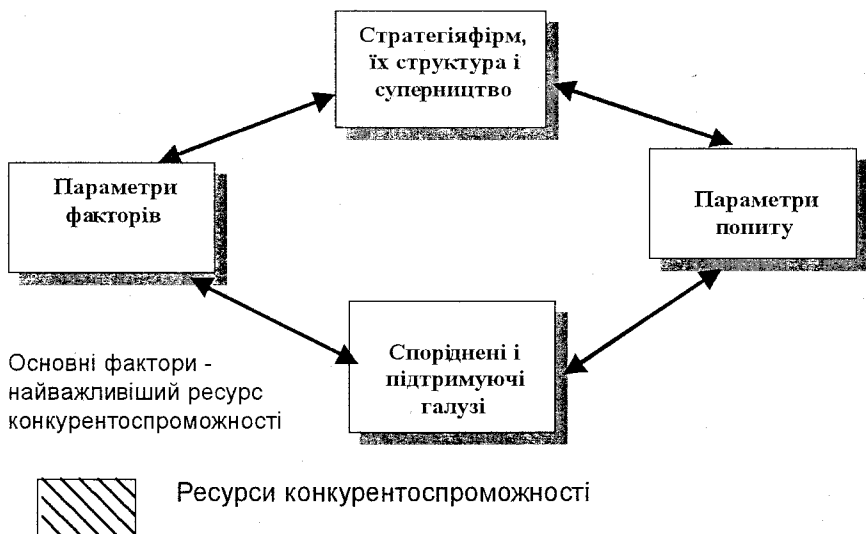 Стратегіяфірм,
їх структура і
суперництво
Параметри
факторів
Параметри
попиту
Споріднені і
підтримуючі
галузі
Основні фактори -
найважливіший ресурс
конкурентоспроможності
Ресурси конкурентоспроможності